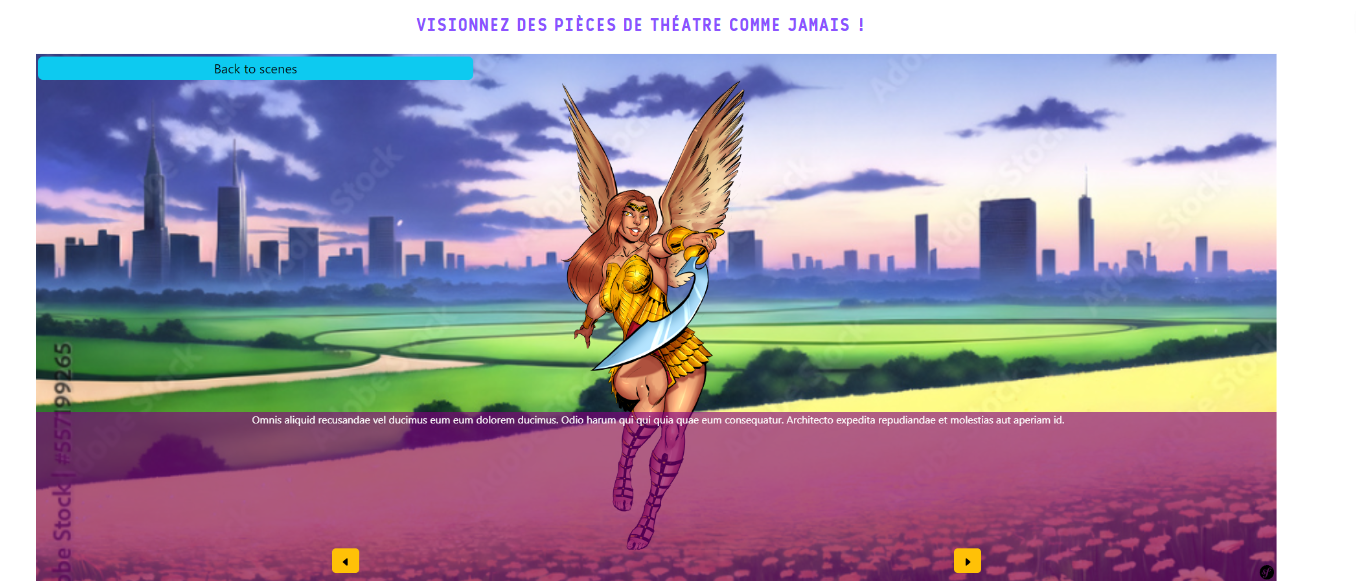 VISIONNEZ DES PIÈCES DE THÉATRE COMME JAMAIS !
Back to scenes
Omnis aliquid recusandae vel ducimus eum eum dolorem ducimus. Odio harum qui qui quia quae eum consequatur. Architecto expedita repudiandae et molestias aut aperiam id.
Adobe Stock
Adobe Stock
Adobe Stock
obe Stock | #557199265